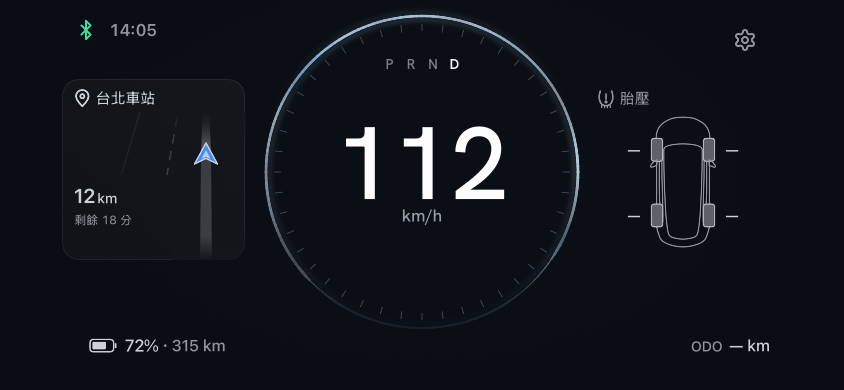 14:05
P R N D
台北車站
胎壓
112
km/h
12 km
剩餘 18 分
— —
— —
72% · 315 km
ODO — km